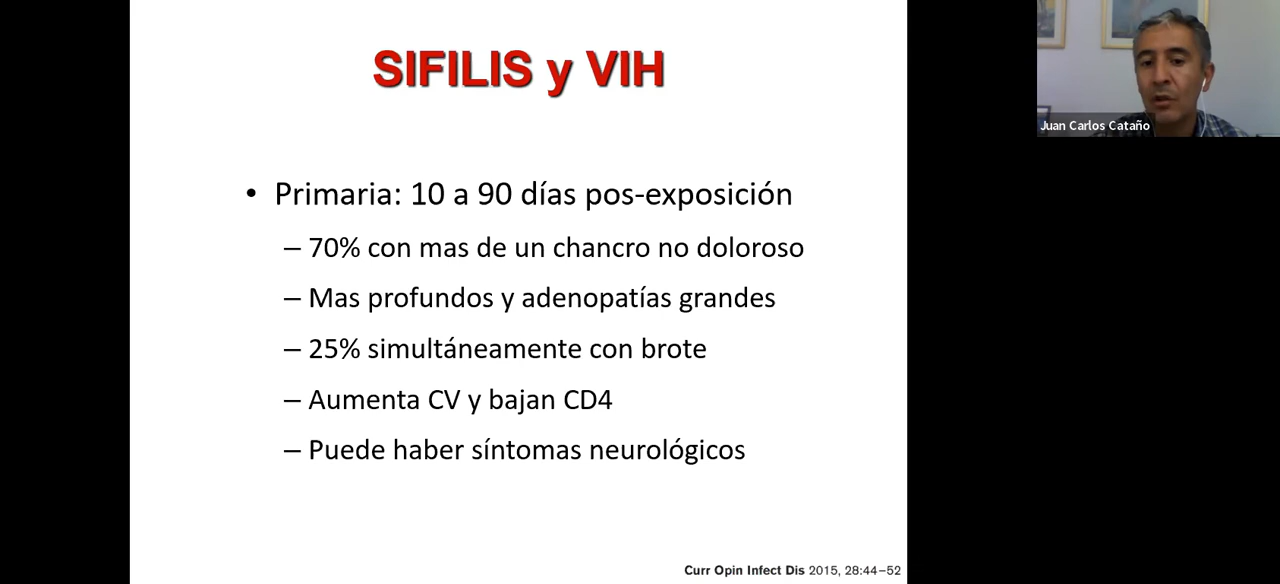 SIFILIS y VIH
Juan Carlos Cataño
• Primaria: 10 a 90 días pos-exposición
– 70% con mas de un chancro no doloroso
– Mas profundos y adenopatías grandes
– 25% simultáneamente con brote
– Aumenta CV y bajan CD4
– Puede haber síntomas neurológicos
Curr Opin Infect Dis 2015, 28:44–52